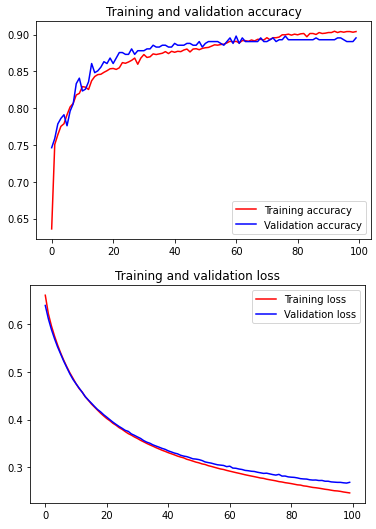 Training and validation accuracy
0.90
0.85
0.80
0.75
0.70
0.65
Training accuracy
Validation accuracy
0 20 40 60 80 100
Training and validation loss
Training loss
Validation loss
0.6
0.5
0.4
0.3
0 20 40 60 80 100